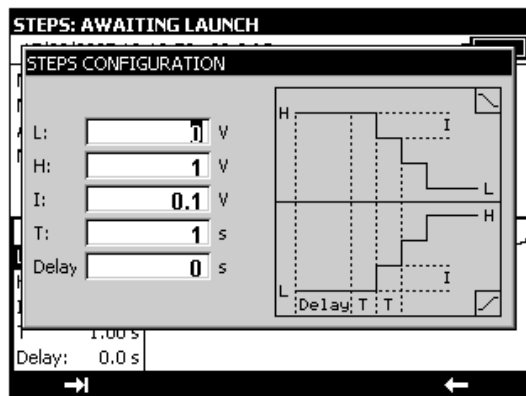 STEPS: AWAITING LAUNCH
STEPS CONFIGURATION
L: 0 V
H: 1 V
I: 0.1 V
T: 1 s
Delay 0 s
H
I
L
H
I
L
Delay T T
1.00 s
Delay: 0.0 s